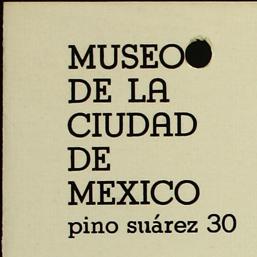 MUSEO
DE LA
CIUDAD
DE
MEXICO
pino suárez 30